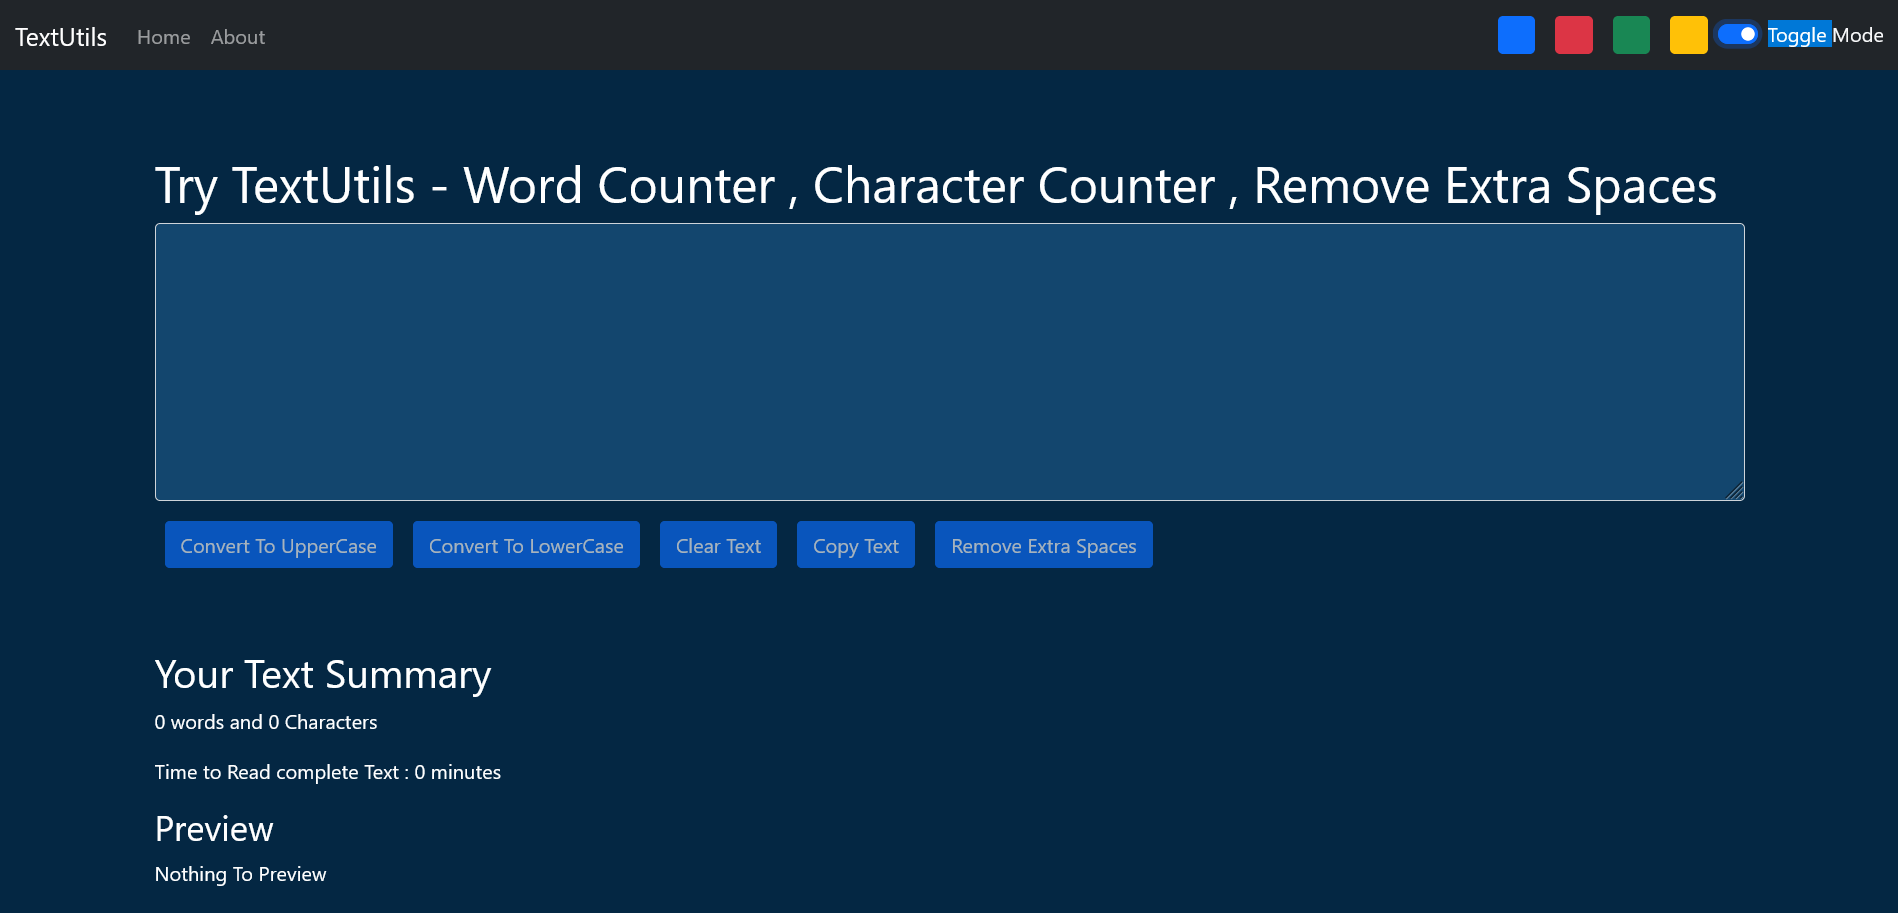 TextUtils Home About Toggle Mode
Try TextUtils - Word Counter , Character Counter , Remove Extra Spaces
Convert To UpperCase Convert To LowerCase Clear Text Copy Text Remove Extra Spaces
Your Text Summary
0 words and 0 Characters
Time to Read complete Text : 0 minutes
Preview
Nothing To Preview